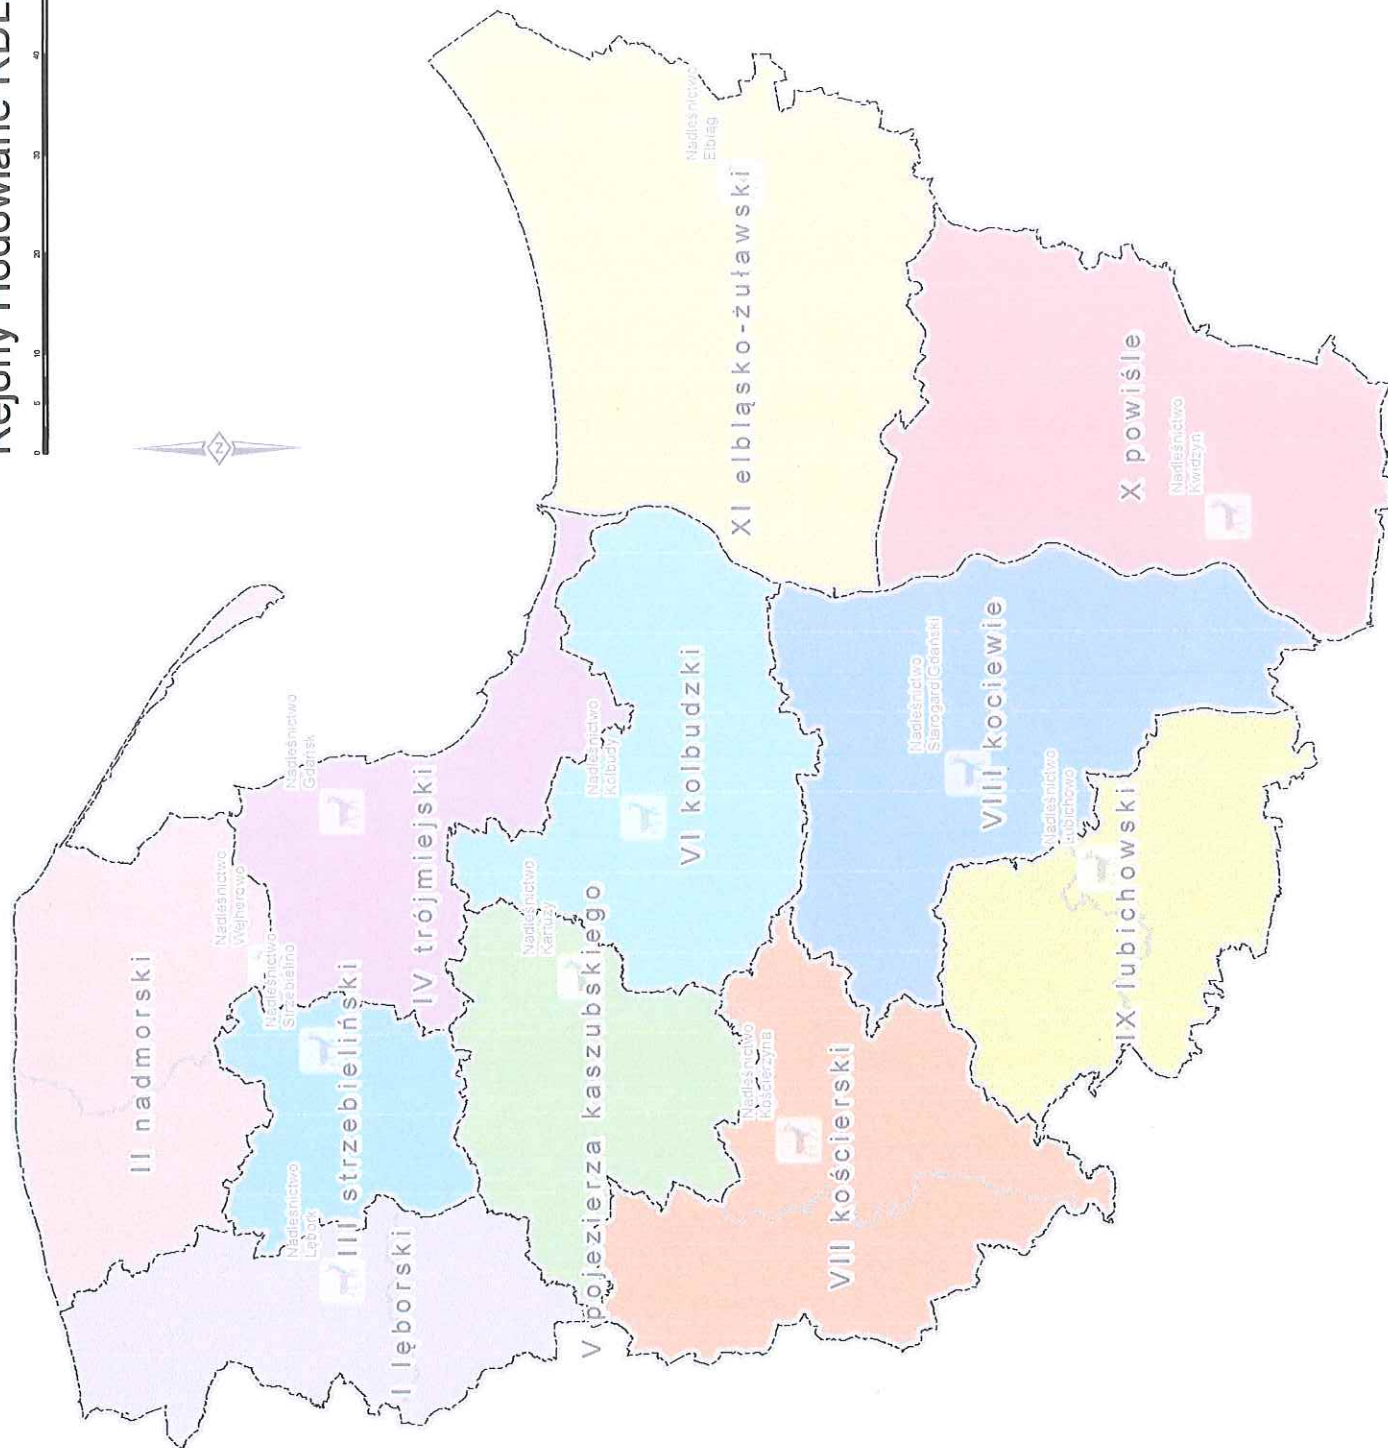 Rejony Hodowlane RDL
0
5
10
20
30
40
Z
II nadmorski
Nadleśnictwo
Wejherowo
Nadleśnictwo
Gdańsk
Nadleśnictwo
Strzebielino
Nadleśnictwo
Lębork
III strzebieliński
I lęborski
IV trójmiejski
Nadleśnictwo
Kartuzy
Nadleśnictwo
Kolbudy
V pojezierza kaszubskiego
VI kolbudzki
Nadleśnictwo
Elbląg
XI elbląsko-żuławski
Nadleśnictwo
Kościerzyna
VII kościerski
Nadleśnictwo
Starogard Gdański
VIII kociewie
Nadleśnictwo
Lubichowo
IX lubichowski
X powiśle
Nadleśnictwo
Kwidzyn